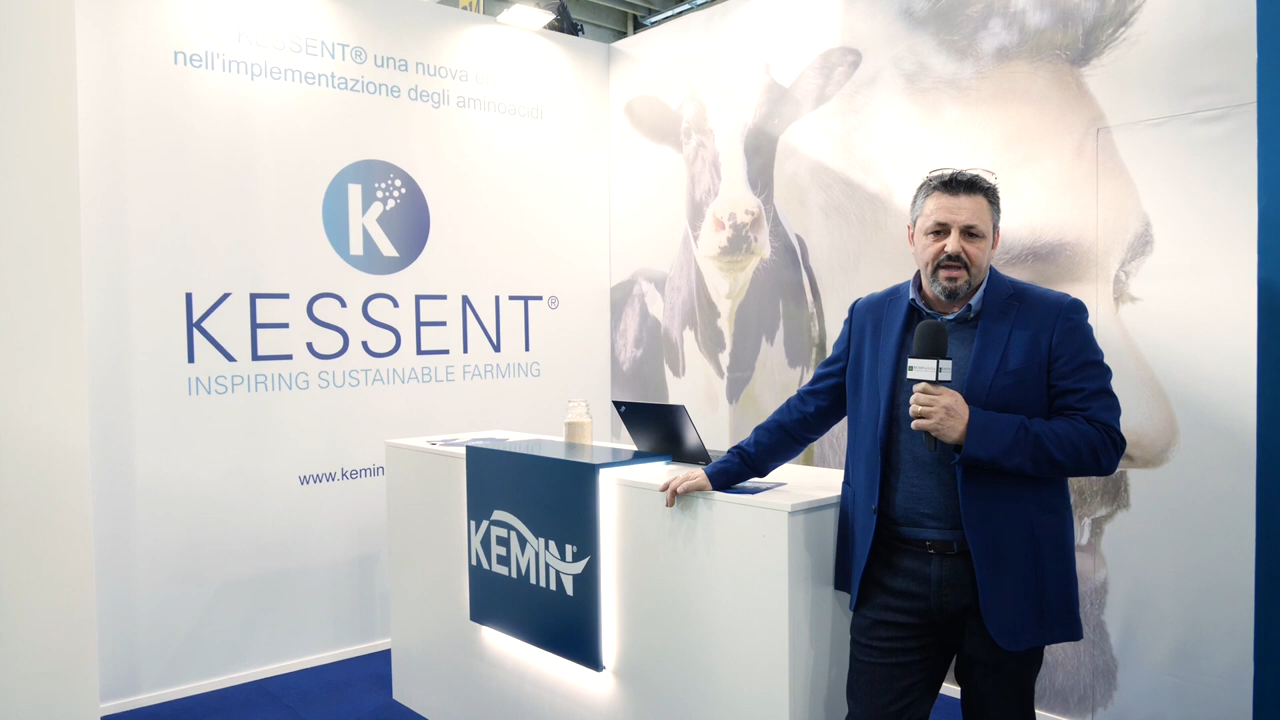 KESSENT® una nuova
nell'implementazione degli aminoacidi
k
KESSENT®
INSPIRING SUSTAINABLE FARMING
www.kemin
KEMIN®